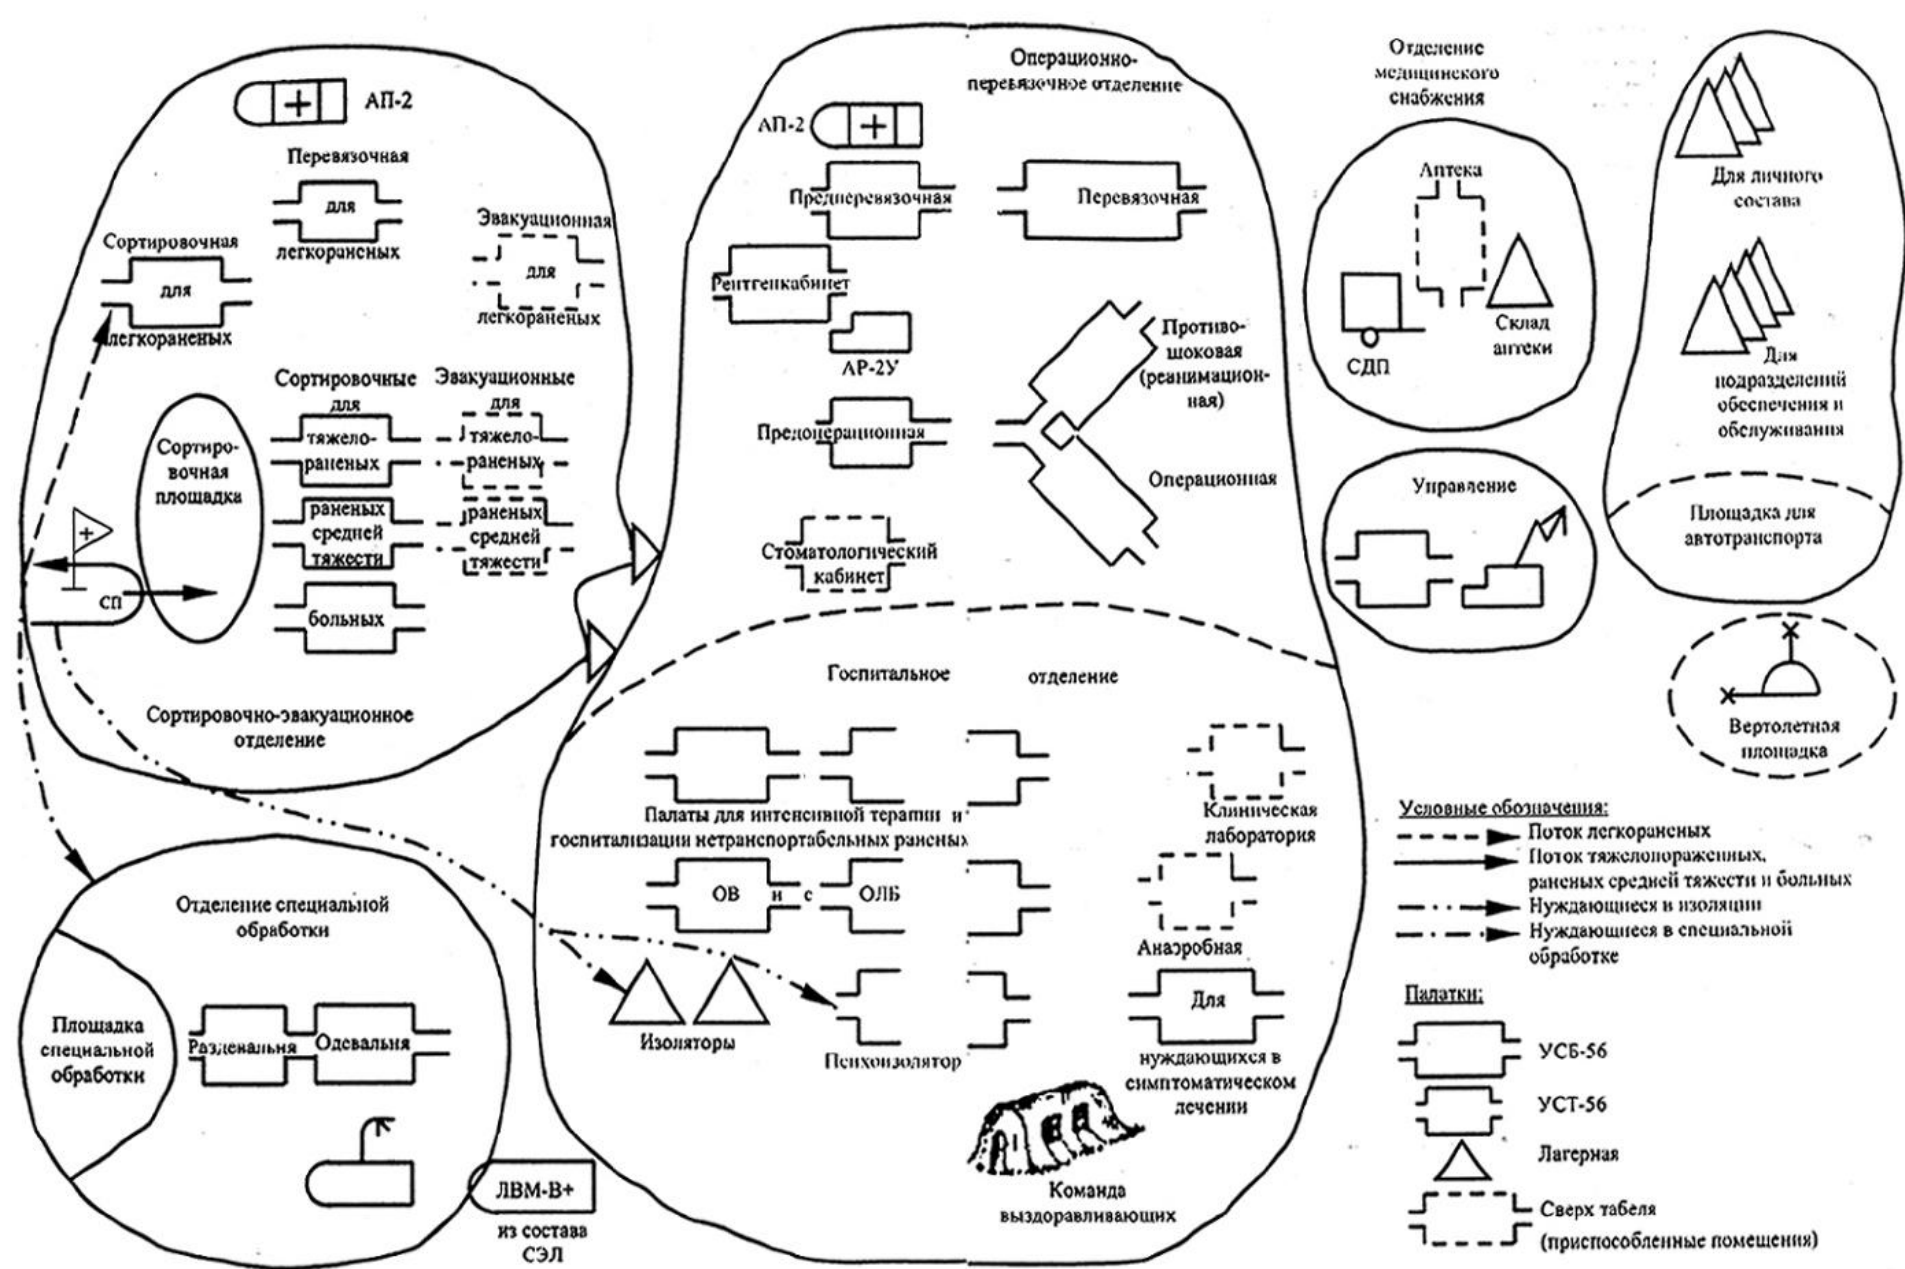 АП-2
Перевязочная
для
легкораненых
Эвакуационная
для
легкораненых
Сортировочная
для
легкораненых
Сортировочные
для
тяжело-
раненых
раненых
средней
тяжести
больных
Эвакуационные
для
тяжело-
раненых
раненых
средней
тяжести
Сортиро-
вочная
площадка
СП
Сортировочно-эвакуационное
отделение
Операционно-
перевязочное отделение
АП-2
Предперевязочная
Перевязочная
Рентгенкабинет
АР-2У
Противо-
шоковая
(реанимацион-
ная)
Предоперационная
Операционная
Стоматологический
кабинет
Госпитальное отделение
Палаты для интенсивной терапии и
госпитализации нетранспортабельных раненых
ОВ и с ОЛБ
Клиническая
лаборатория
Анаэробная
Изоляторы
Психоизолятор
Для
нуждающихся в
симптоматическом
лечении
Команда
выздоравливающих
Отделение специальной
обработки
Площадка
специальной
обработки
Раздевальня
Одевальня
ЛВМ-В+
из состава
СЭЛ
Отделение
медицинского
снабжения
Аптека
СДП
Склад
аптеки
Управление
Для личного
состава
Для
подразделений
обеспечения и
обслуживания
Площадка для
автотранспорта
Вертолетная
площадка
Условные обозначения:
Поток легкораненых
Поток тяжелопораженных,
раненых средней тяжести и больных
Нуждающиеся в изоляции
Нуждающиеся в специальной
обработке
Палатки:
УСБ-56
УСТ-56
Лагерная
Сверх табеля
(приспособленные помещения)